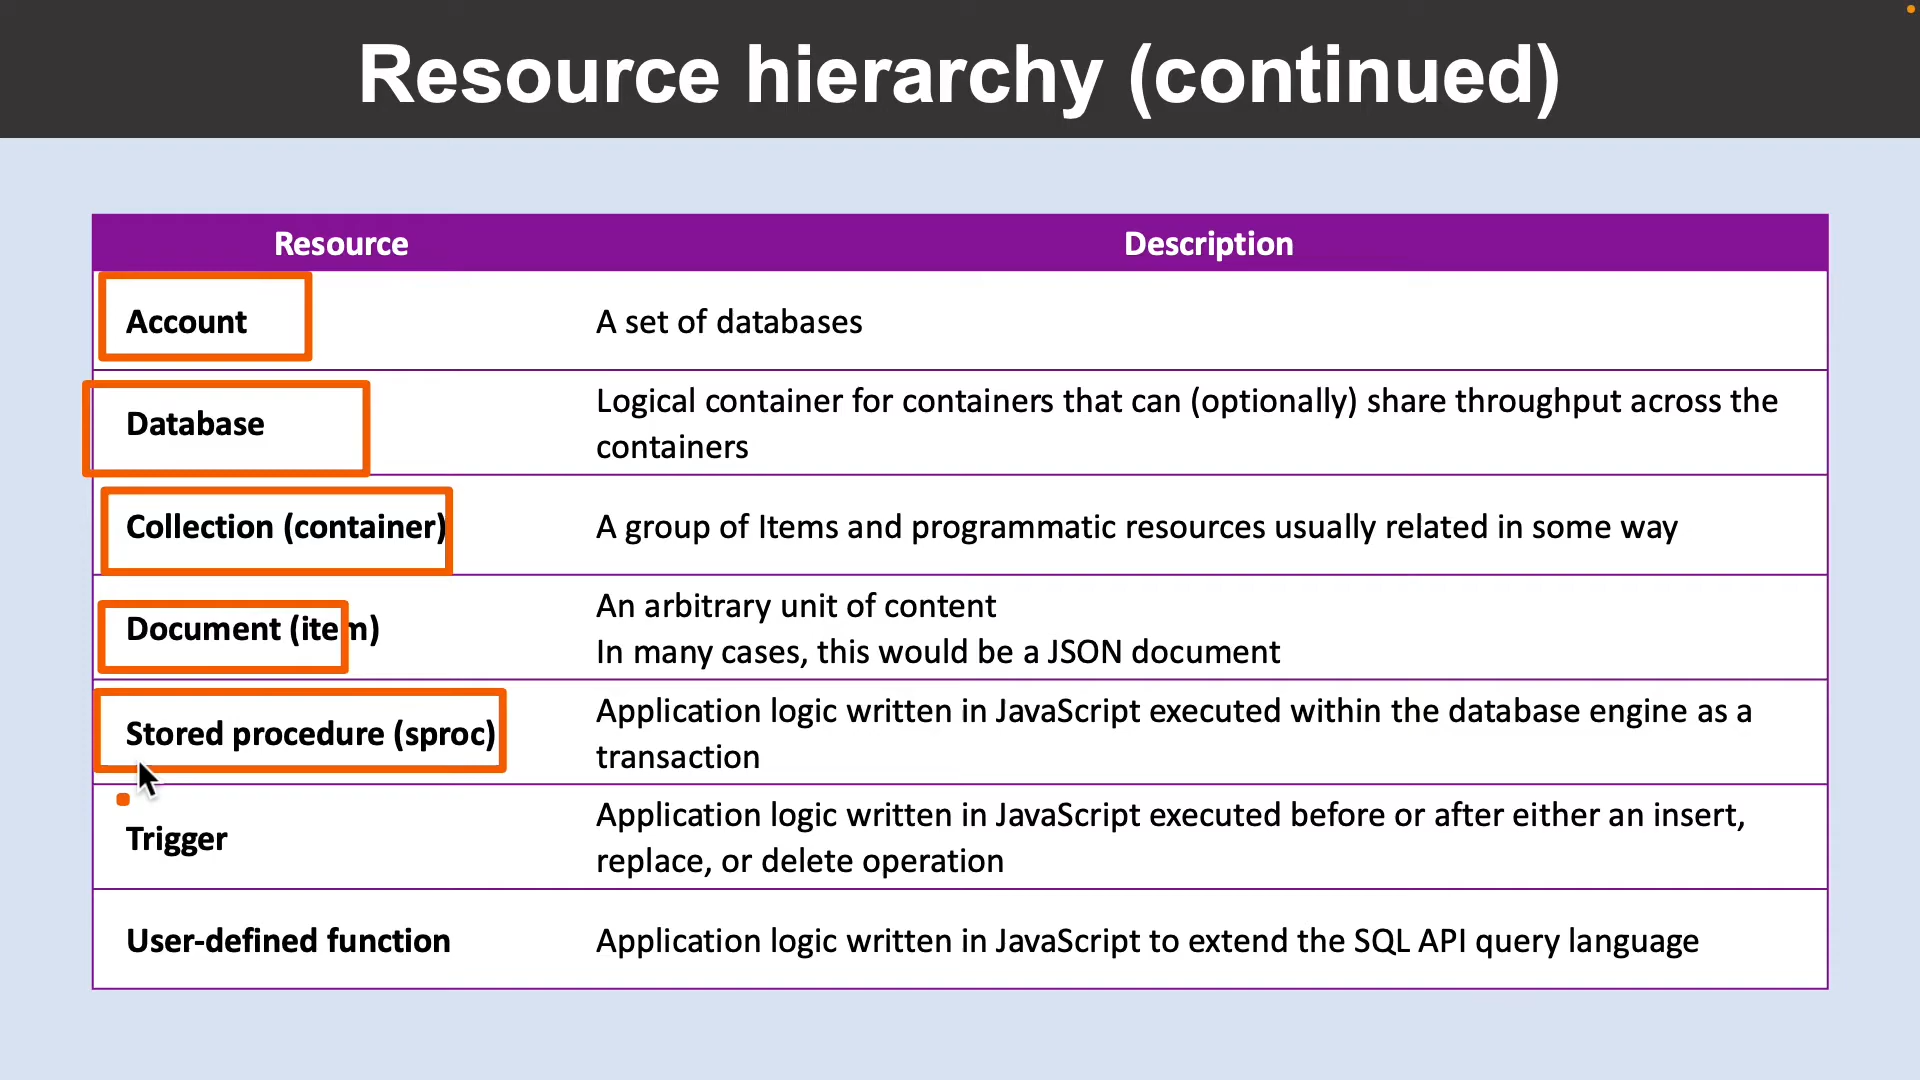 Resource hierarchy (continued)
Resource Description
Account A set of databases
Database Logical container for containers that can (optionally) share throughput across the
containers
Collection (container) A group of Items and programmatic resources usually related in some way
Document (item) An arbitrary unit of content
In many cases, this would be a JSON document
Stored procedure (sproc) Application logic written in JavaScript executed within the database engine as a
transaction
Trigger Application logic written in JavaScript executed before or after either an insert,
replace, or delete operation
User-defined function Application logic written in JavaScript to extend the SQL API query language